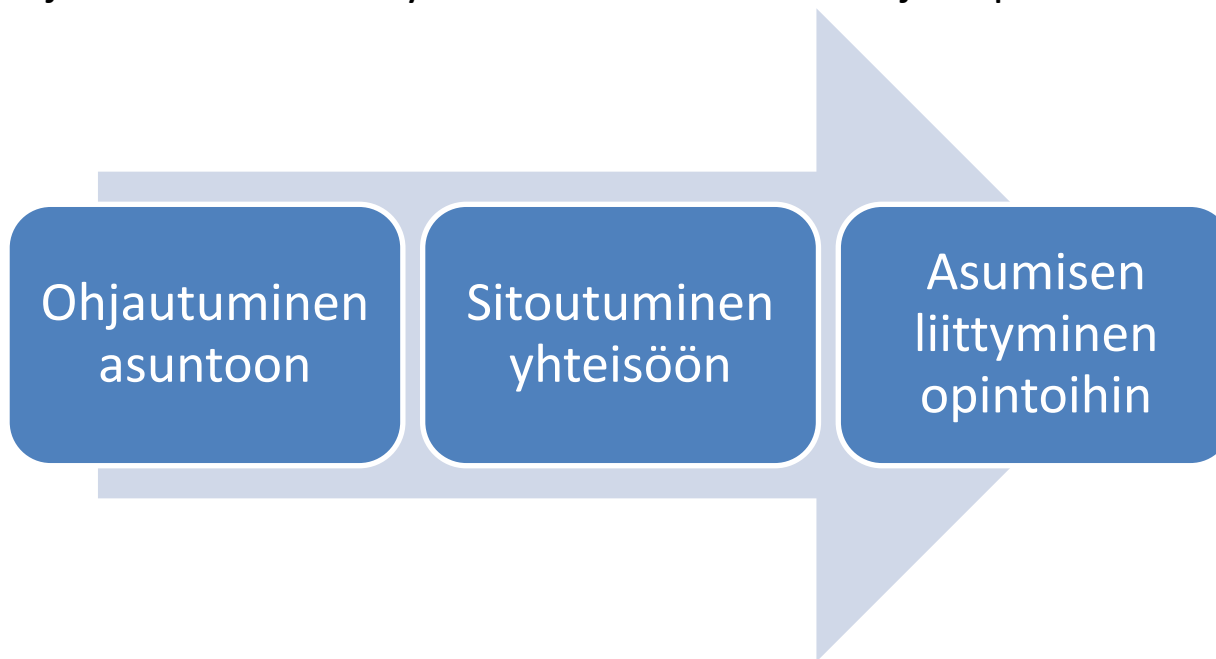 Ohjautuminen
asuntoon
Sitoutuminen
yhteisöön
Asumisen
liittyminen
opintoihin